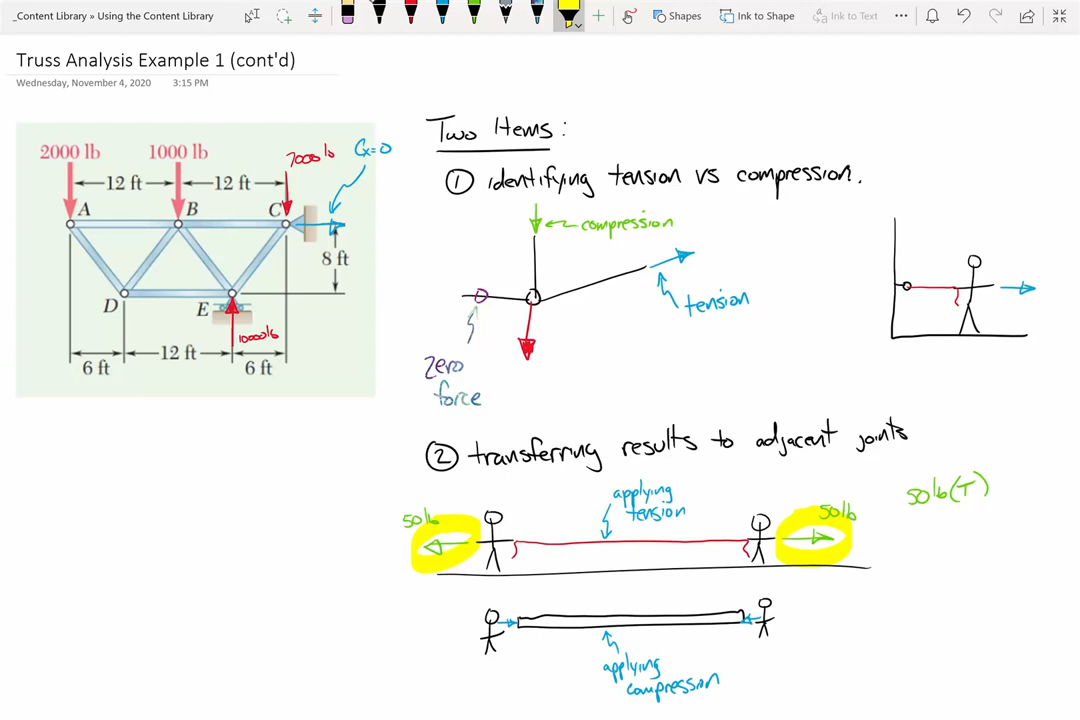 _Content Library » Using the Content Library
Shapes
Ink to Shape
Ink to Text
Truss Analysis Example 1 (cont'd)
Wednesday, November 4, 2020 3:15 PM
2000 lb
1000 lb
7000 lb
Cx=0
12 ft
12 ft
A
B
C
8 ft
D
E
10000 lb
12 ft
6 ft
6 ft
Two Items:
① identifying tension vs compression.
compression
tension
zero
force
② transferring results to adjacent joints
50 lb (T)
applying
tension
50 lb
50 lb
applying
compression